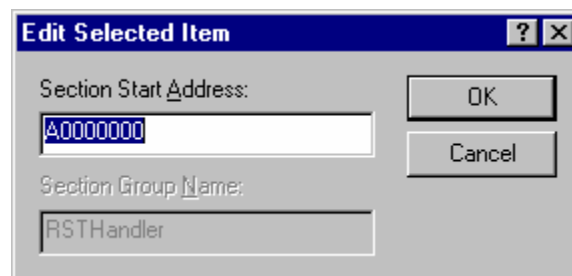 Edit Selected Item
Section Start Address:
OK
A0000000
Cancel
Section Group Name:
RSTHandler